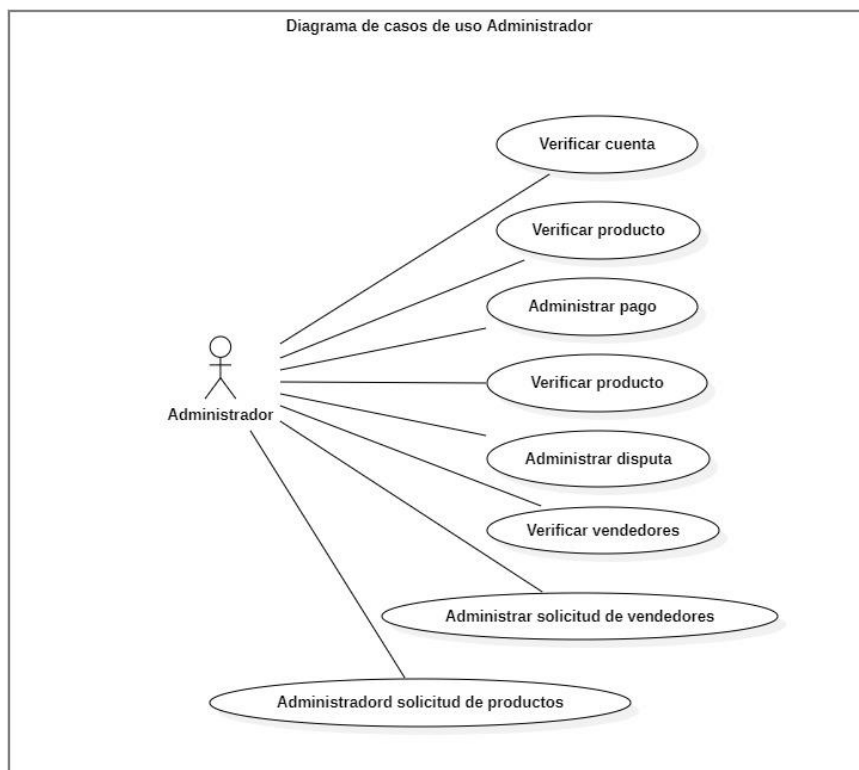 Diagrama de casos de uso Administrador
Verificar cuenta
Verificar producto
Administrar pago
Verificar producto
Administrador
Administrar disputa
Verificar vendedores
Administrar solicitud de vendedores
Administradord solicitud de productos